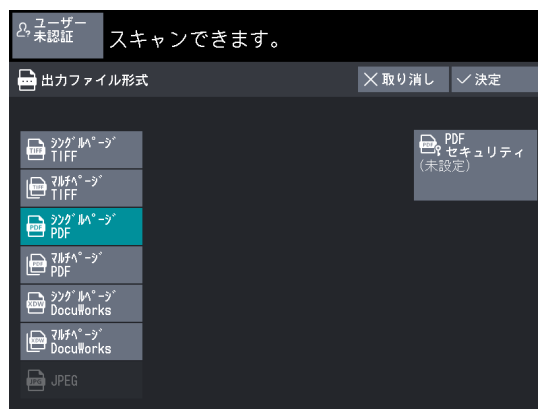 ユーザー
未認証
スキャンできます。
出力ファイル形式
取り消し
決定
ｼﾝｸﾞﾙﾍﾟｰｼﾞ
TIFF
ﾏﾙﾁﾍﾟｰｼﾞ
TIFF
ｼﾝｸﾞﾙﾍﾟｰｼﾞ
PDF
ﾏﾙﾁﾍﾟｰｼﾞ
PDF
ｼﾝｸﾞﾙﾍﾟｰｼﾞ
DocuWorks
ﾏﾙﾁﾍﾟｰｼﾞ
DocuWorks
JPEG
PDF
セキュリティ
(未設定)